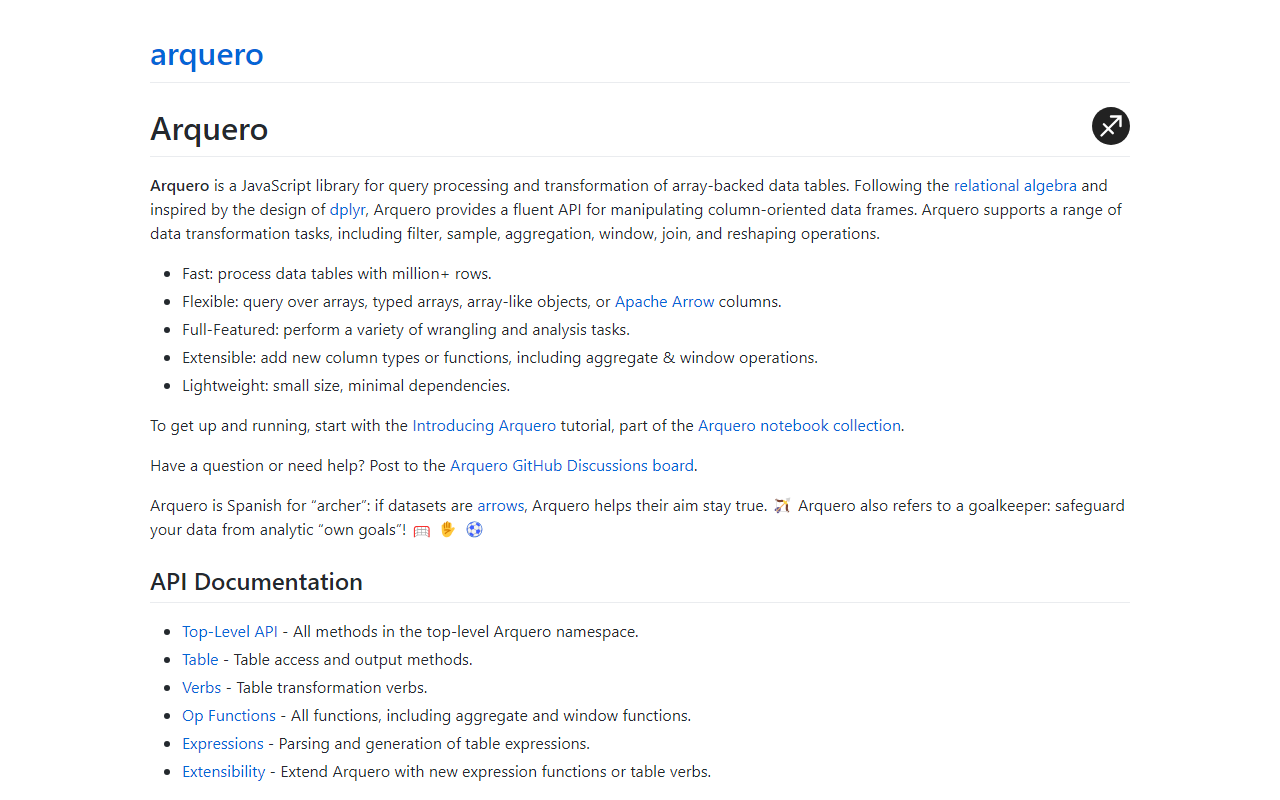 arquero
Arquero
Arquero is a JavaScript library for query processing and transformation of array-backed data tables. Following the relational algebra and
inspired by the design of dplyr, Arquero provides a fluent API for manipulating column-oriented data frames. Arquero supports a range of
data transformation tasks, including filter, sample, aggregation, window, join, and reshaping operations.
Fast: process data tables with million+ rows.
Flexible: query over arrays, typed arrays, array-like objects, or Apache Arrow columns.
Full-Featured: perform a variety of wrangling and analysis tasks.
Extensible: add new column types or functions, including aggregate & window operations.
Lightweight: small size, minimal dependencies.
To get up and running, start with the Introducing Arquero tutorial, part of the Arquero notebook collection.
Have a question or need help? Post to the Arquero GitHub Discussions board.
Arquero is Spanish for “archer”: if datasets are arrows, Arquero helps their aim stay true. 🏹 Arquero also refers to a goalkeeper: safeguard
your data from analytic “own goals”! 🥅 ✋ ⚽
API Documentation
Top-Level API - All methods in the top-level Arquero namespace.
Table - Table access and output methods.
Verbs - Table transformation verbs.
Op Functions - All functions, including aggregate and window functions.
Expressions - Parsing and generation of table expressions.
Extensibility - Extend Arquero with new expression functions or table verbs.